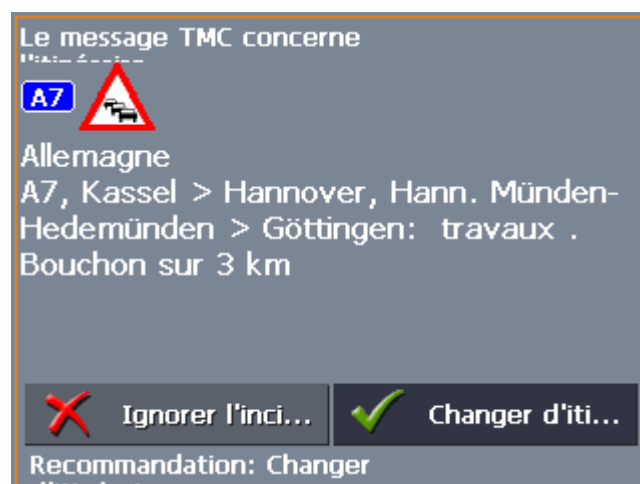 Le message TMC concerne
A7
Allemagne
A7, Kassel > Hannover, Hann. Münden-
Hedemünden > Göttingen:  travaux .
Bouchon sur 3 km
Ignorer l'inci...
Changer d'iti...
Recommandation: Changer